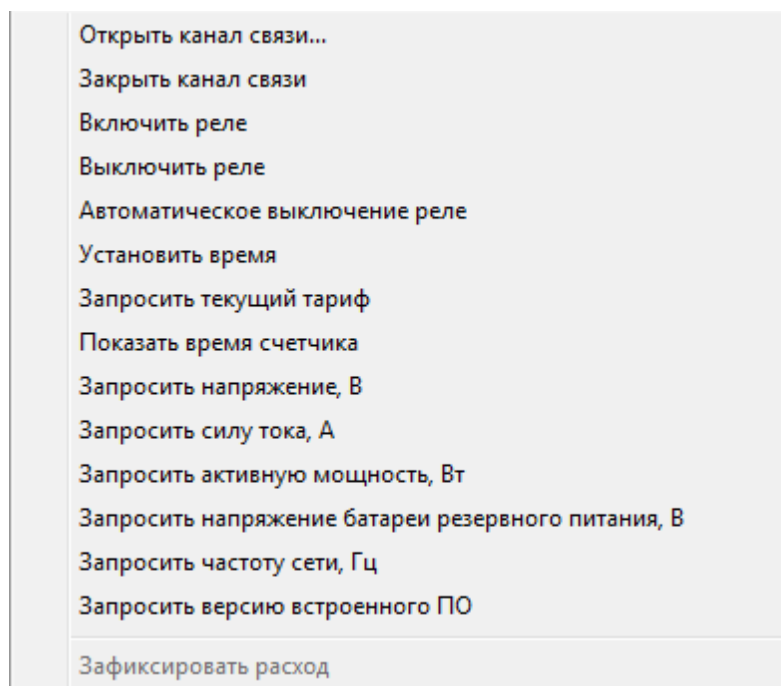 Открыть канал связи...
Закрыть канал связи
Включить реле
Выключить реле
Автоматическое выключение реле
Установить время
Запросить текущий тариф
Показать время счетчика
Запросить напряжение, В
Запросить силу тока, А
Запросить активную мощность, Вт
Запросить напряжение батареи резервного питания, В
Запросить частоту сети, Гц
Запросить версию встроенного ПО
Зафиксировать расход